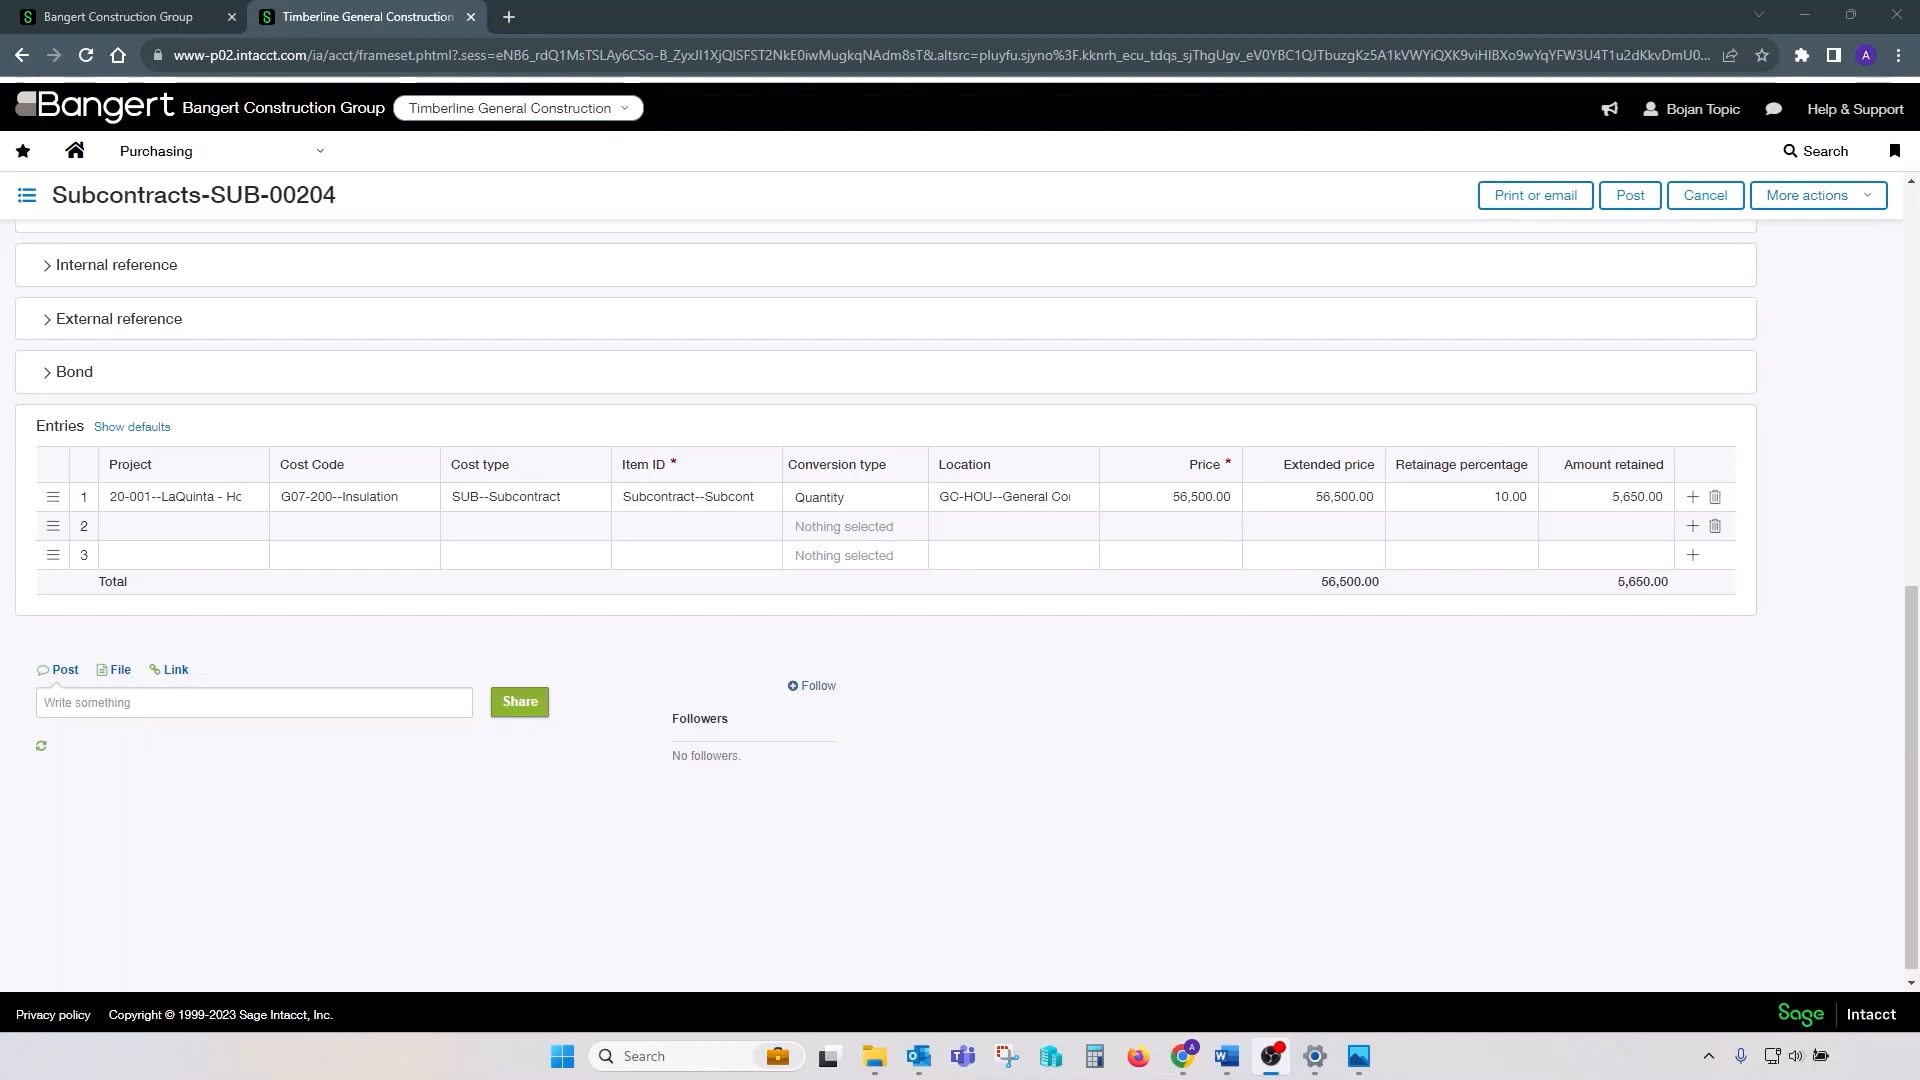 Bangert Construction Group
Timberline General Construction
www-p02.intacct.com/ia/acct/frameset.phtml?.sess=eNB6_rdQ1MsTSLAy6CSo-B_ZyxJI1XjQJSFST2NkE0iwMugkqNAdm8sT&.altsrc=pluyfu.sjyno%3F.kknrh_ecu_tdqs_sjThgUgv_eV0YBC1QJTbuzgKz5A1kVWYiQXK9viHIBXo9wYqYFW3U4T1u2dKkvDmU0...
A
Bangert Bangert Construction Group Timberline General Construction Bojan Topic Help & Support
Purchasing Search
Subcontracts-SUB-00204 Print or email Post Cancel More actions
Internal reference
External reference
Bond
Entries Show defaults
Project Cost Code Cost type Item ID * Conversion type Location Price * Extended price Retainage percentage Amount retained
1 20-001--LaQuinta - Ho G07-200--Insulation SUB--Subcontract Subcontract--Subcont Quantity GC-HOU--General Co 56,500.00 56,500.00 10.00 5,650.00
2 Nothing selected
3 Nothing selected
Total 56,500.00 5,650.00
Post File Link
Write something Share
Follow
Followers
No followers.
Privacy policy Copyright © 1999-2023 Sage Intacct, Inc. Sage Intacct
Search